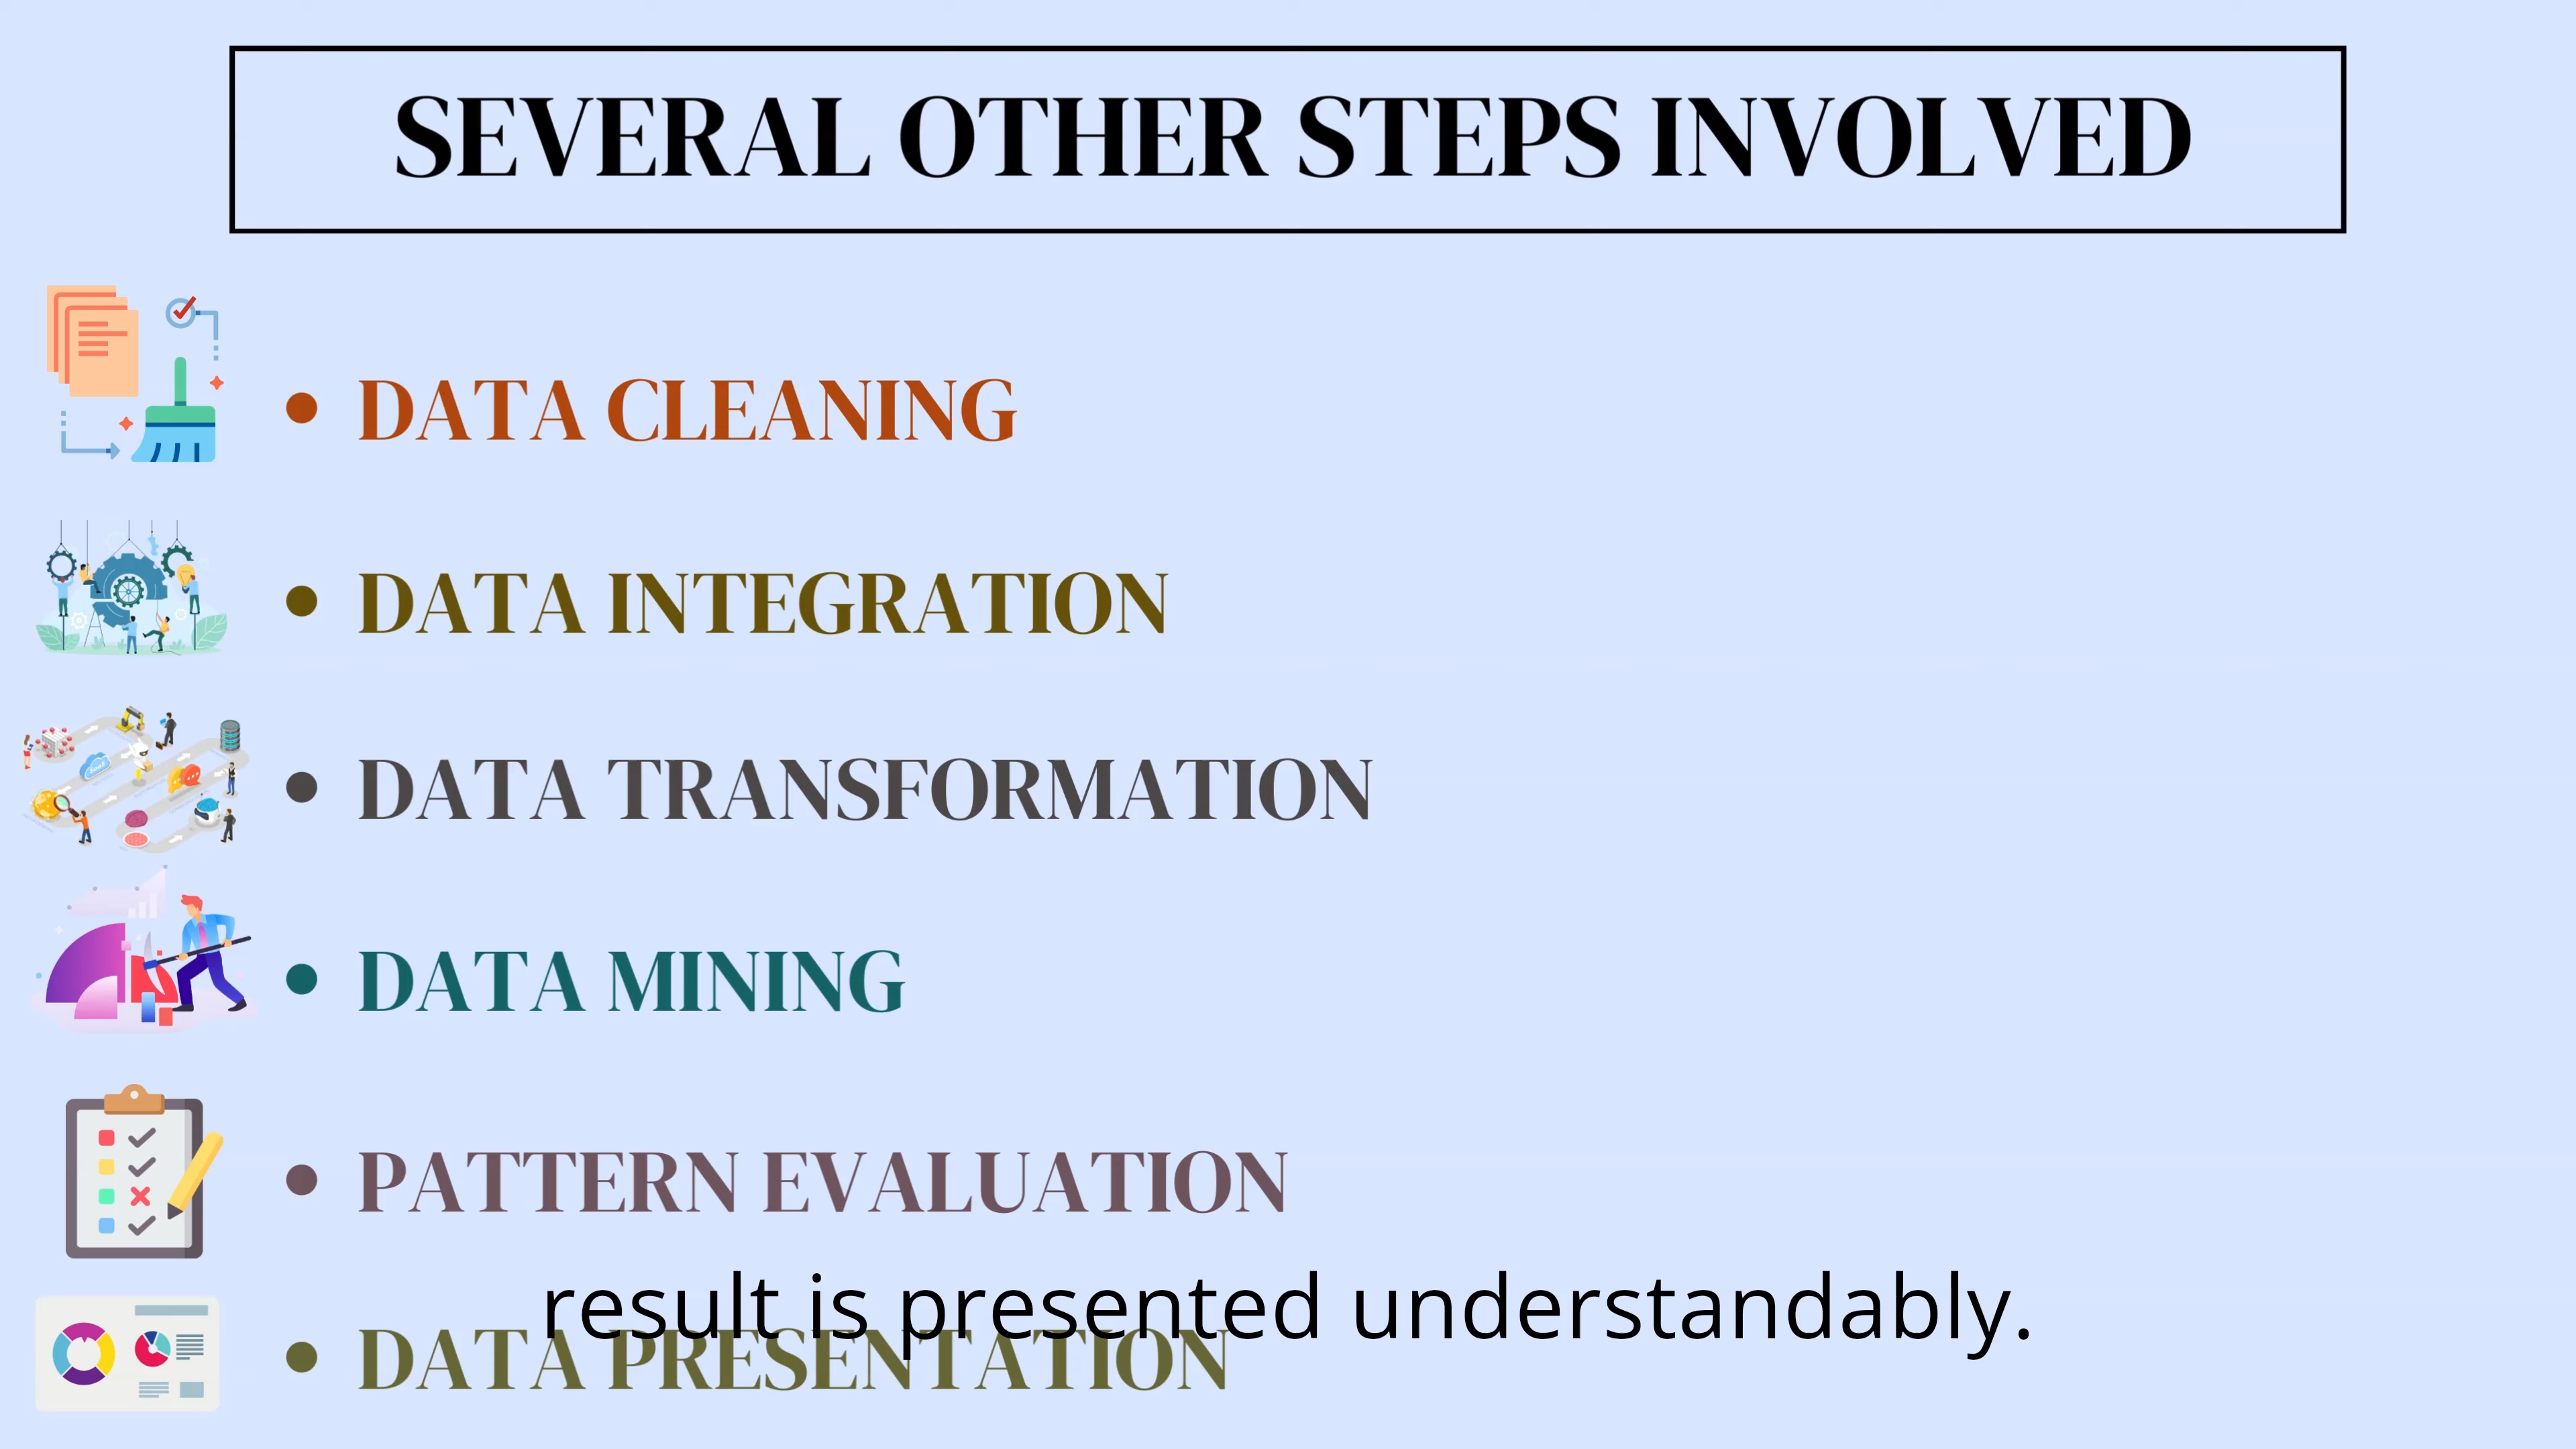 SEVERAL OTHER STEPS INVOLVED
• DATA CLEANING
• DATA INTEGRATION
• DATA TRANSFORMATION
• DATA MINING
• PATTERN EVALUATION
result is presented understandably.
• DATA PRESENTATION